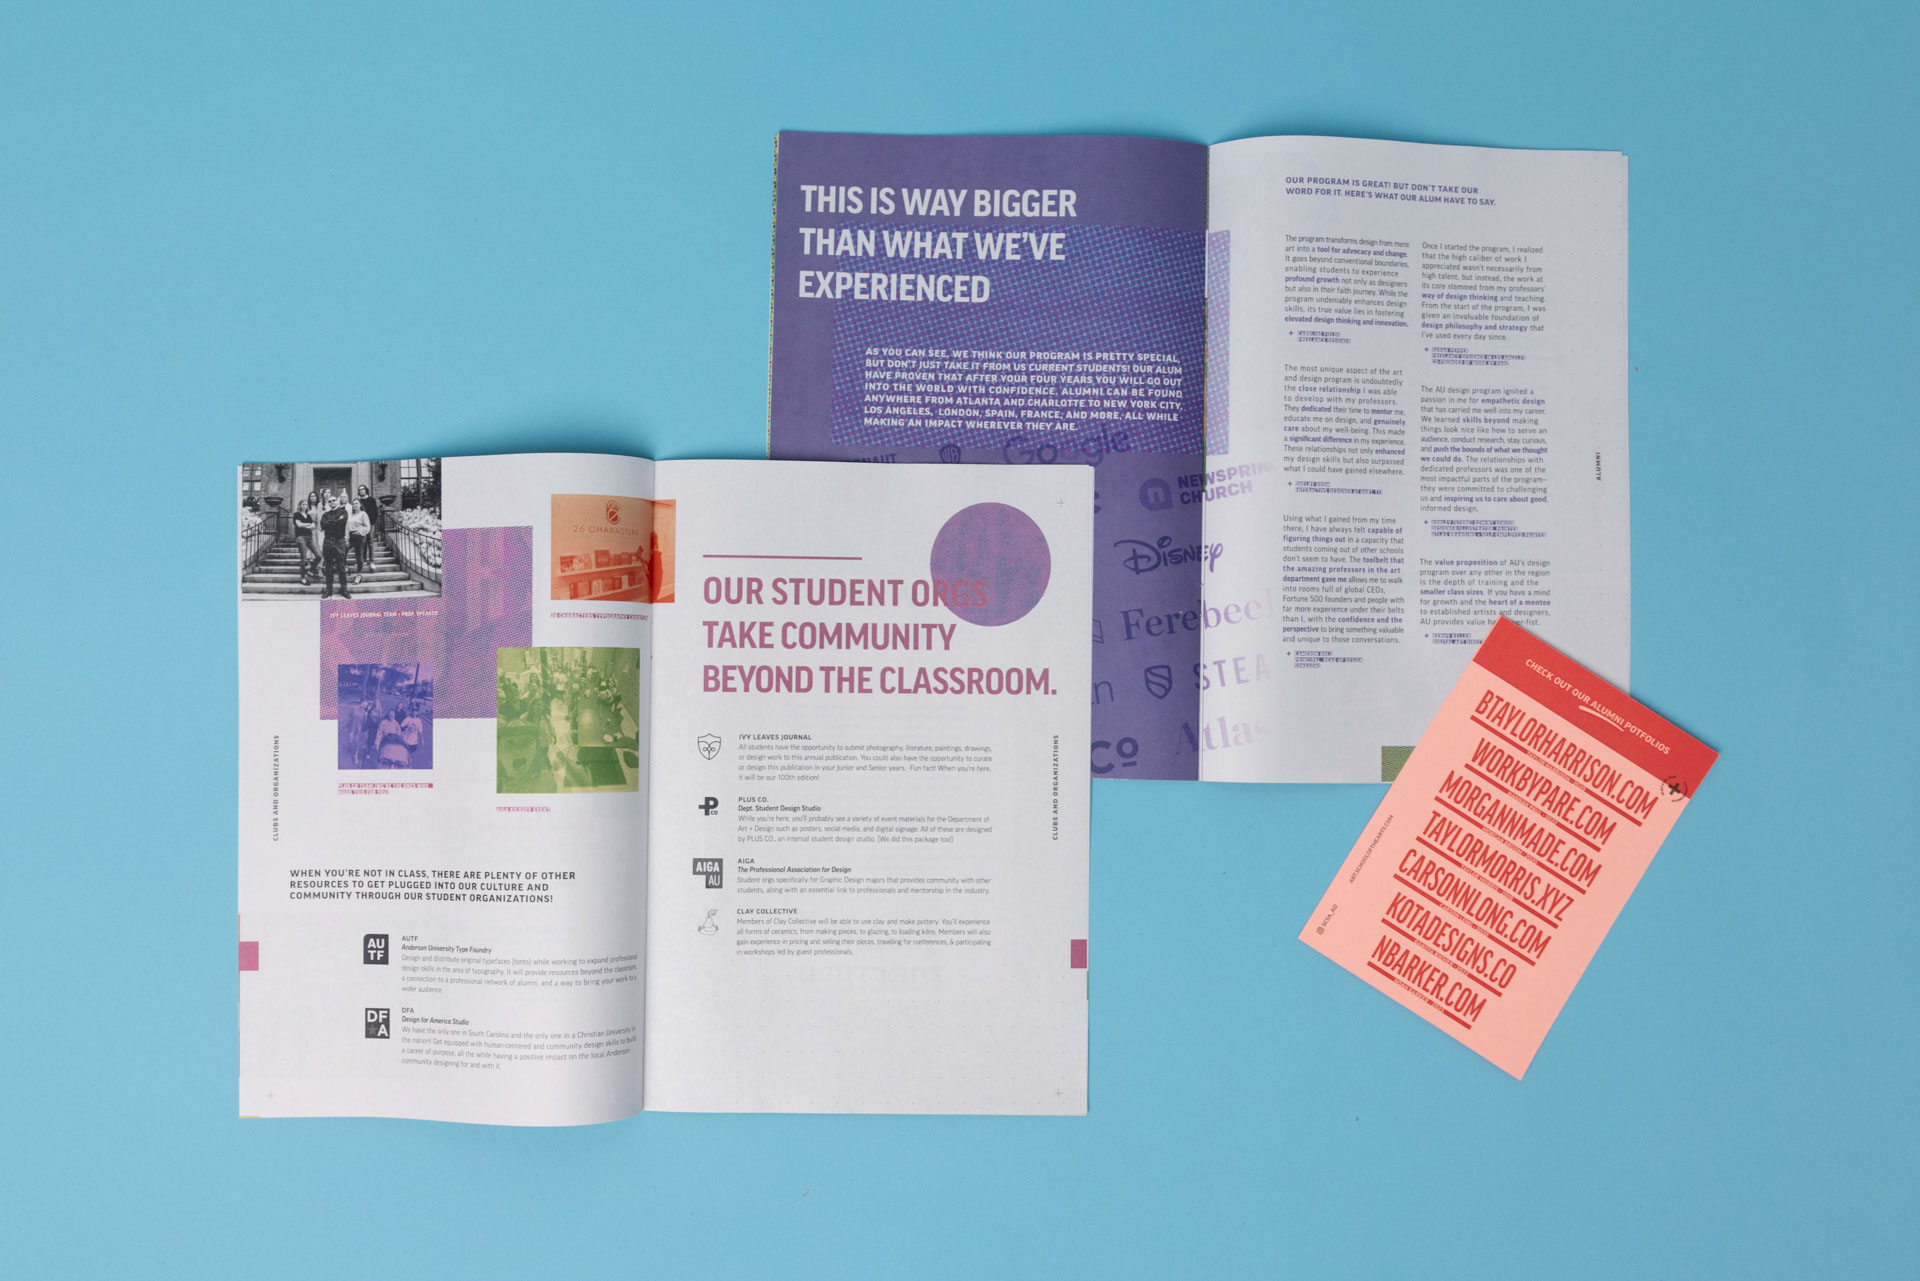 THIS IS WAY BIGGER
THAN WHAT WE'VE
EXPERIENCED
AS YOU CAN SEE, WE THINK OUR PROGRAM IS PRETTY SPECIAL,
BUT DON'T JUST TAKE IT FROM US CURRENT STUDENTS! OUR ALUM
HAVE PROVEN THAT AFTER YOUR FOUR YEARS YOU WILL GO OUT
INTO THE WORLD WITH CONFIDENCE. ALUMNI CAN BE FOUND
ANYWHERE FROM ATLANTA AND CHARLOTTE TO NEW YORK CITY,
LOS ANGELES, LONDON, SPAIN, FRANCE, AND MORE, ALL WHILE
MAKING AN IMPACT WHEREVER THEY ARE.
Google
NEWSPRING
CHURCH
DISNEY
Ferebee
STEA
Atlas
CO
OUR PROGRAM IS GREAT! BUT DON'T TAKE OUR
WORD FOR IT. HERE'S WHAT OUR ALUM HAVE TO SAY.
The program transforms design from mere
art into a tool for advocacy and change.
It goes beyond conventional boundaries,
enabling students to experience
profound growth not only as designers
but also in their faith journey. While the
program undeniably enhances design
skills, its true value lies in fostering
elevated design thinking and innovation.
CAROLINE FIELDS
FREELANCE DESIGNER
The most unique aspect of the art
and design program is undoubtedly
the close relationship I was able
to develop with my professors.
They dedicated their time to mentor me,
educate me on design, and genuinely
care about my well-being. This made
a significant difference in my experience.
These relationships not only enhanced
my design skills but also surpassed
what I could have gained elsewhere.
Using what I gained from my time
there, I have always felt capable of
figuring things out in a capacity that
students coming out of other schools
don't seem to have. The toolbelt that
the amazing professors in the art
department gave me allows me to walk
into rooms full of global CEOs,
Fortune 500 founders and people with
far more experience under their belts
than I, with the confidence and the
perspective to bring something valuable
and unique to those conversations.
Once I started the program, I realized
that the high caliber of work I
appreciated wasn't necessarily from
high talent, but instead, the work at
its core stemmed from my professors'
way of design thinking and teaching.
From the start of the program, I was
given an invaluable foundation of
design philosophy and strategy that
I've used every day since.
The AU design program ignited a
passion in me for empathetic design
that has carried me well into my career.
We learned skills beyond making
things look nice like how to serve an
audience, conduct research, stay curious,
and push the bounds of what we thought
we could do. The relationships with
dedicated professors was one of the
most impactful parts of the program–
they were committed to challenging
us and inspiring us to care about good,
informed design.
The value proposition of AU's design
program over any other in the region
is the depth of training and the
smaller class sizes. If you have a mind
for growth and the heart of a mentee
to established artists and designers,
AU provides value
ALUMNI
IVY LEAVES JOURNAL TEAM + PROF. SPEAKER
26 CHARACTERS
26 CHARACTERS TYPOGRAPHY
PLUS CO TEAM (WE'RE THE ONES WHO
MADE THIS FOR YOU)
AIGA KICKOFF EVENT
CLUBS AND ORGANIZATIONS
WHEN YOU'RE NOT IN CLASS, THERE ARE PLENTY OF OTHER
RESOURCES TO GET PLUGGED INTO OUR CULTURE AND
COMMUNITY THROUGH OUR STUDENT ORGANIZATIONS!
AU
TF
AUTF
Anderson University Type Foundry
Design and distribute original typefaces (fonts) while working to expand professional
design skills in the area of typography. It will provide resources beyond the classroom,
a connection to a professional network of alumni, and a way to bring your work to a
wider audience.
DF
A
DFA
Design for America Studio
We have the only one in South Carolina and the only one in a Christian University in
the nation! Get equipped with human-centered and community design skills to build
a career of purpose, all the while having a positive impact on the local Anderson
community designing for and with it.
OUR STUDENT ORGS
TAKE COMMUNITY
BEYOND THE CLASSROOM.
IVY LEAVES JOURNAL
All students have the opportunity to submit photography, literature, paintings, drawings,
or design work to this annual publication. You could also have the opportunity to curate
or design this publication in your Junior and Senior years. Fun fact! When you're here,
it will be our 100th edition!
P
CO
PLUS CO.
Dept. Student Design Studio
While you're here, you'll probably see a variety of event materials for the Department of
Art + Design such as posters, social media, and digital signage. All of these are designed
by PLUS CO., an internal student design studio. (We did this package too!)
AIGA
AU
AIGA
The Professional Association for Design
Student orgs specifically for Graphic Design majors that provides community with other
students, along with an essential link to professionals and mentorship in the industry.
CLAY COLLECTIVE
Members of Clay Collective will be able to use clay and make pottery. You'll experience
all forms of ceramics, from making pieces, to glazing, to loading kilns. Members will also
gain experience in pricing and selling their pieces, traveling for conferences, & participating
in workshops led by guest professionals.
CLUBS AND ORGANIZATIONS
CHECK OUT OUR ALUMNI POTFOLIOS
BTAYLORHARRISON.COM
WORKBYPARE.COM
MORGANNMADE.COM
TAYLORMORRIS.XYZ
CARSONNLONG.COM
KOTADESIGNS.CO
NBARKER.COM
ARTSCHOOLOFTHEARTS.COM
@SESA_AD